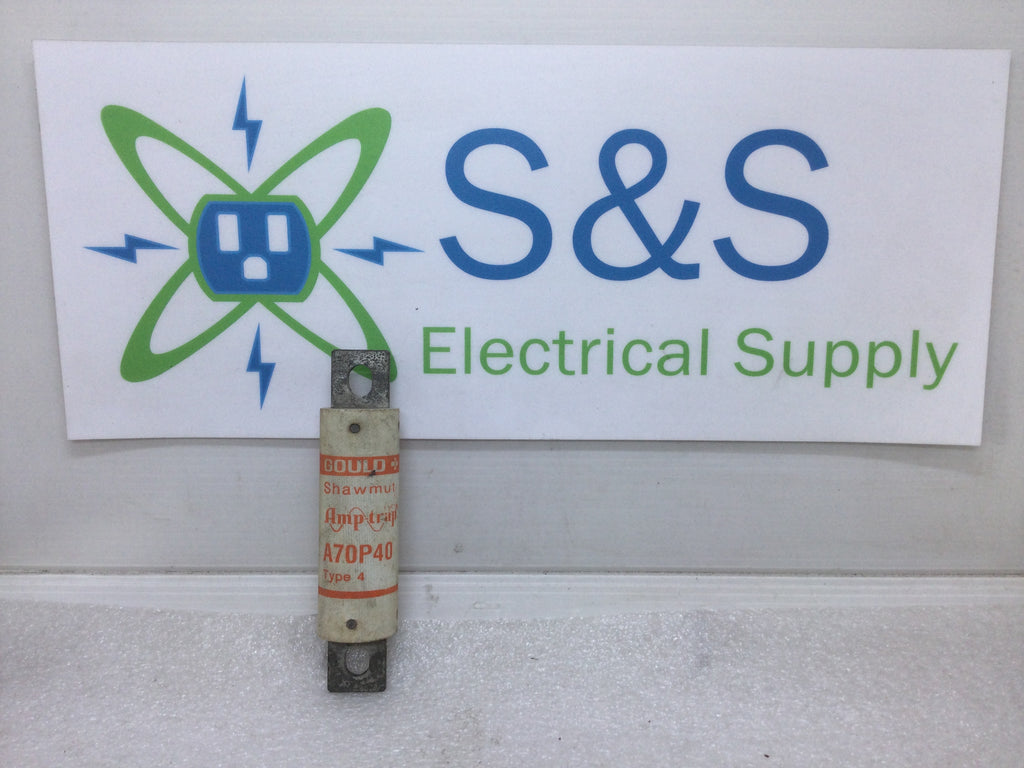 S&S
Electrical Supply
GOULD
Shawmut
Amp-trap
A70P40
Type 4